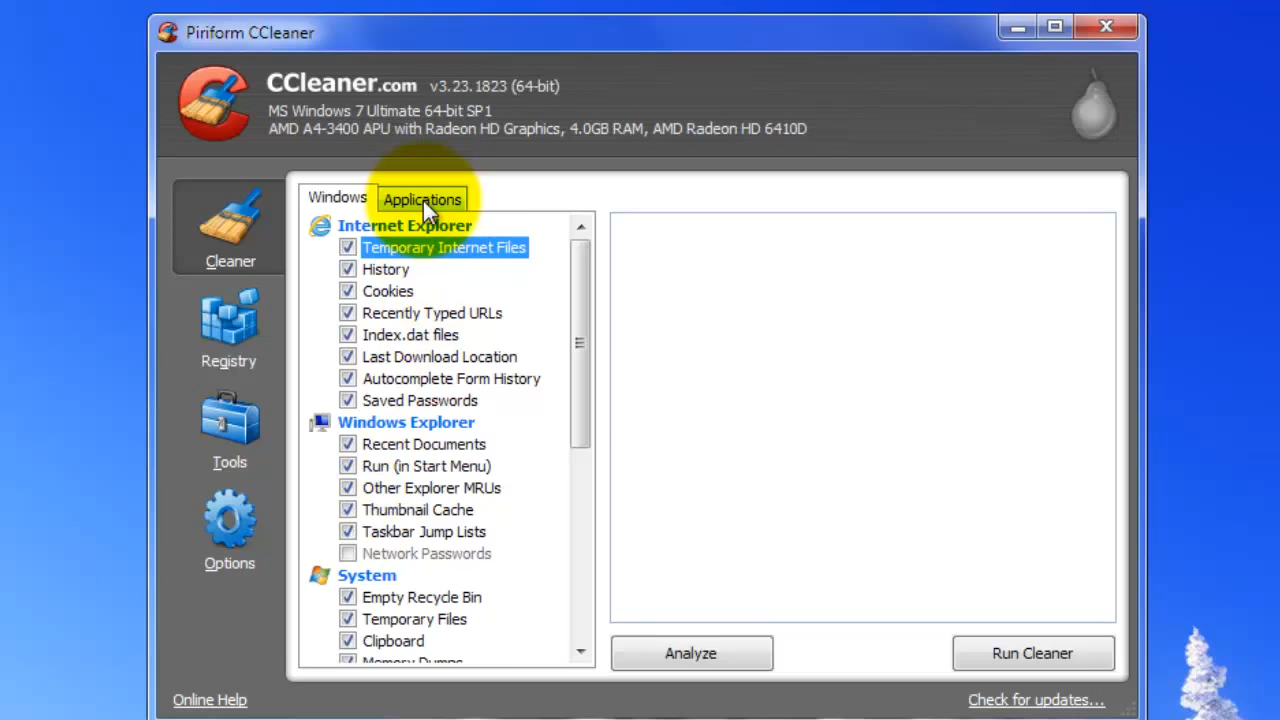 Piriform CCleaner
CCleaner.com v3.23.1823 (64-bit)
MS Windows 7 Ultimate 64-bit SP1
AMD A4-3400 APU with Radeon HD Graphics, 4.0GB RAM, AMD Radeon HD 6410D
Cleaner
Registry
Tools
Options
Windows
Applications
Internet Explorer
Temporary Internet Files
History
Cookies
Recently Typed URLs
Index.dat files
Last Download Location
Autocomplete Form History
Saved Passwords
Windows Explorer
Recent Documents
Run (in Start Menu)
Other Explorer MRUs
Thumbnail Cache
Taskbar Jump Lists
Network Passwords
System
Empty Recycle Bin
Temporary Files
Clipboard
Memory Dumps
Analyze
Run Cleaner
Online Help
Check for updates...